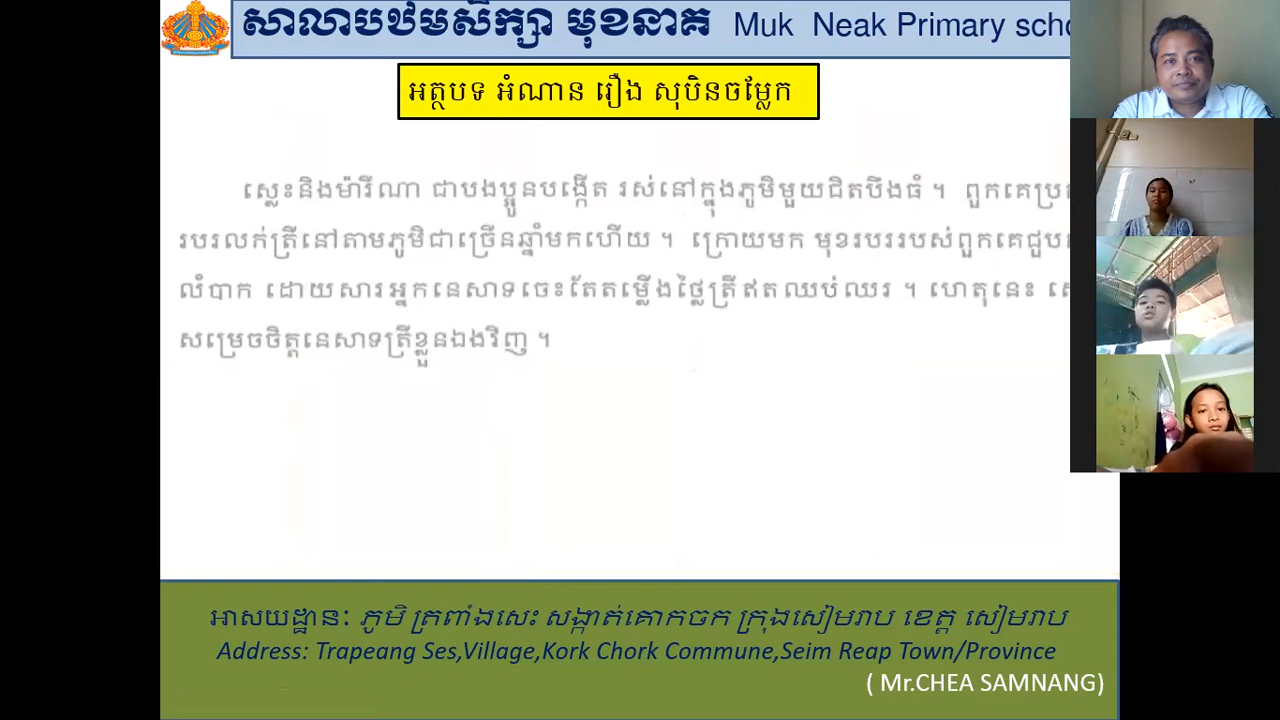 សាលាបឋមសិក្សា មុខនាគ Muk Neak Primary
អត្ថបទ អំណាន រឿង សុបិនចម្លែក
ស្លេះនិងម៉ារីណា ជាបងប្អូនបង្កើត រស់នៅក្នុងភូមិមួយជិតបឹងធំ ។ ពួកគេ
របរលក់ត្រីនៅតាមភូមិជាច្រើនឆ្នាំមកហើយ ។ ក្រោយមក មុខរបររបស់ពួកគេជួប
លំបាក ដោយសារអ្នកនេសាទចេះតែតម្លើងថ្លៃត្រីឥតឈប់ឈរ ។ ហេតុនេះ
សម្រេចចិត្តនេសាទត្រីខ្លួនឯងវិញ ។
អាសយដ្ឋានៈ ភូមិ ត្រពាំងសេះ សង្កាត់គោកចក ក្រុងសៀមរាប ខេត្ត សៀមរាប
Address: Trapeang Ses,Village,Kork Chork Commune,Seim Reap Town/Province
( Mr.CHEA SAMNANG)